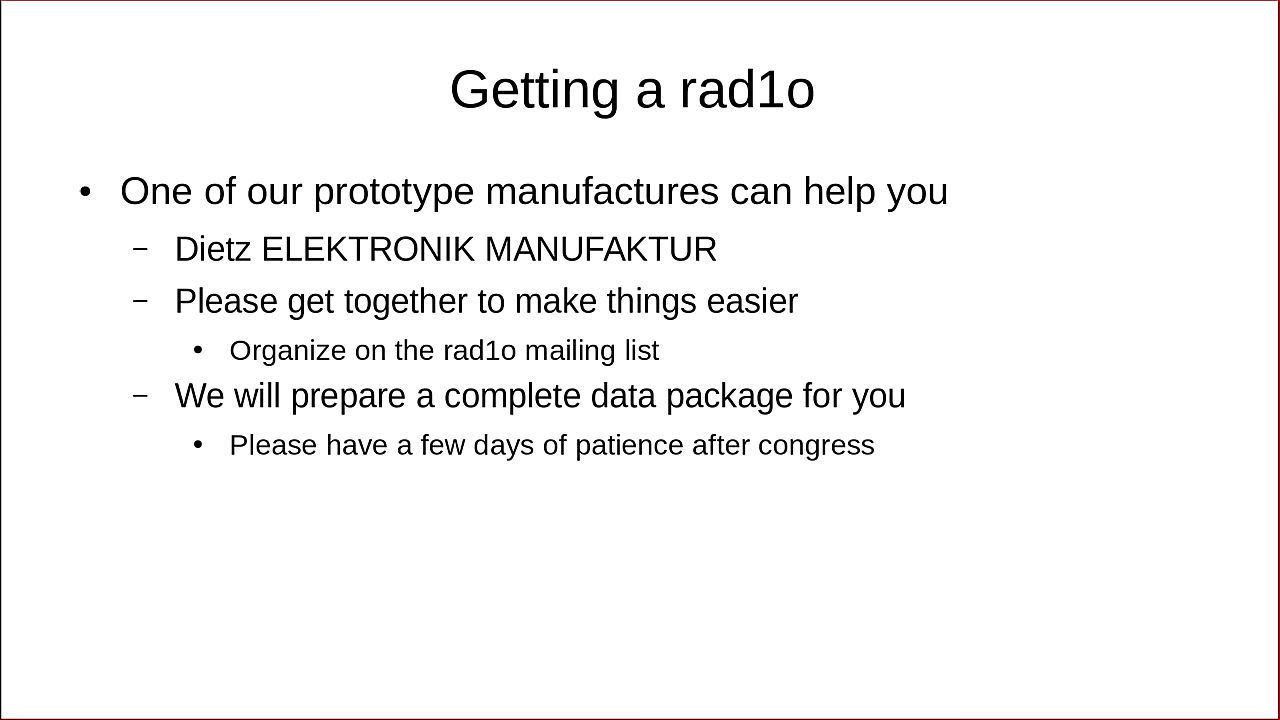 Getting a rad1o
• One of our prototype manufactures can help you
– Dietz ELEKTRONIK MANUFAKTUR
– Please get together to make things easier
• Organize on the rad1o mailing list
– We will prepare a complete data package for you
• Please have a few days of patience after congress